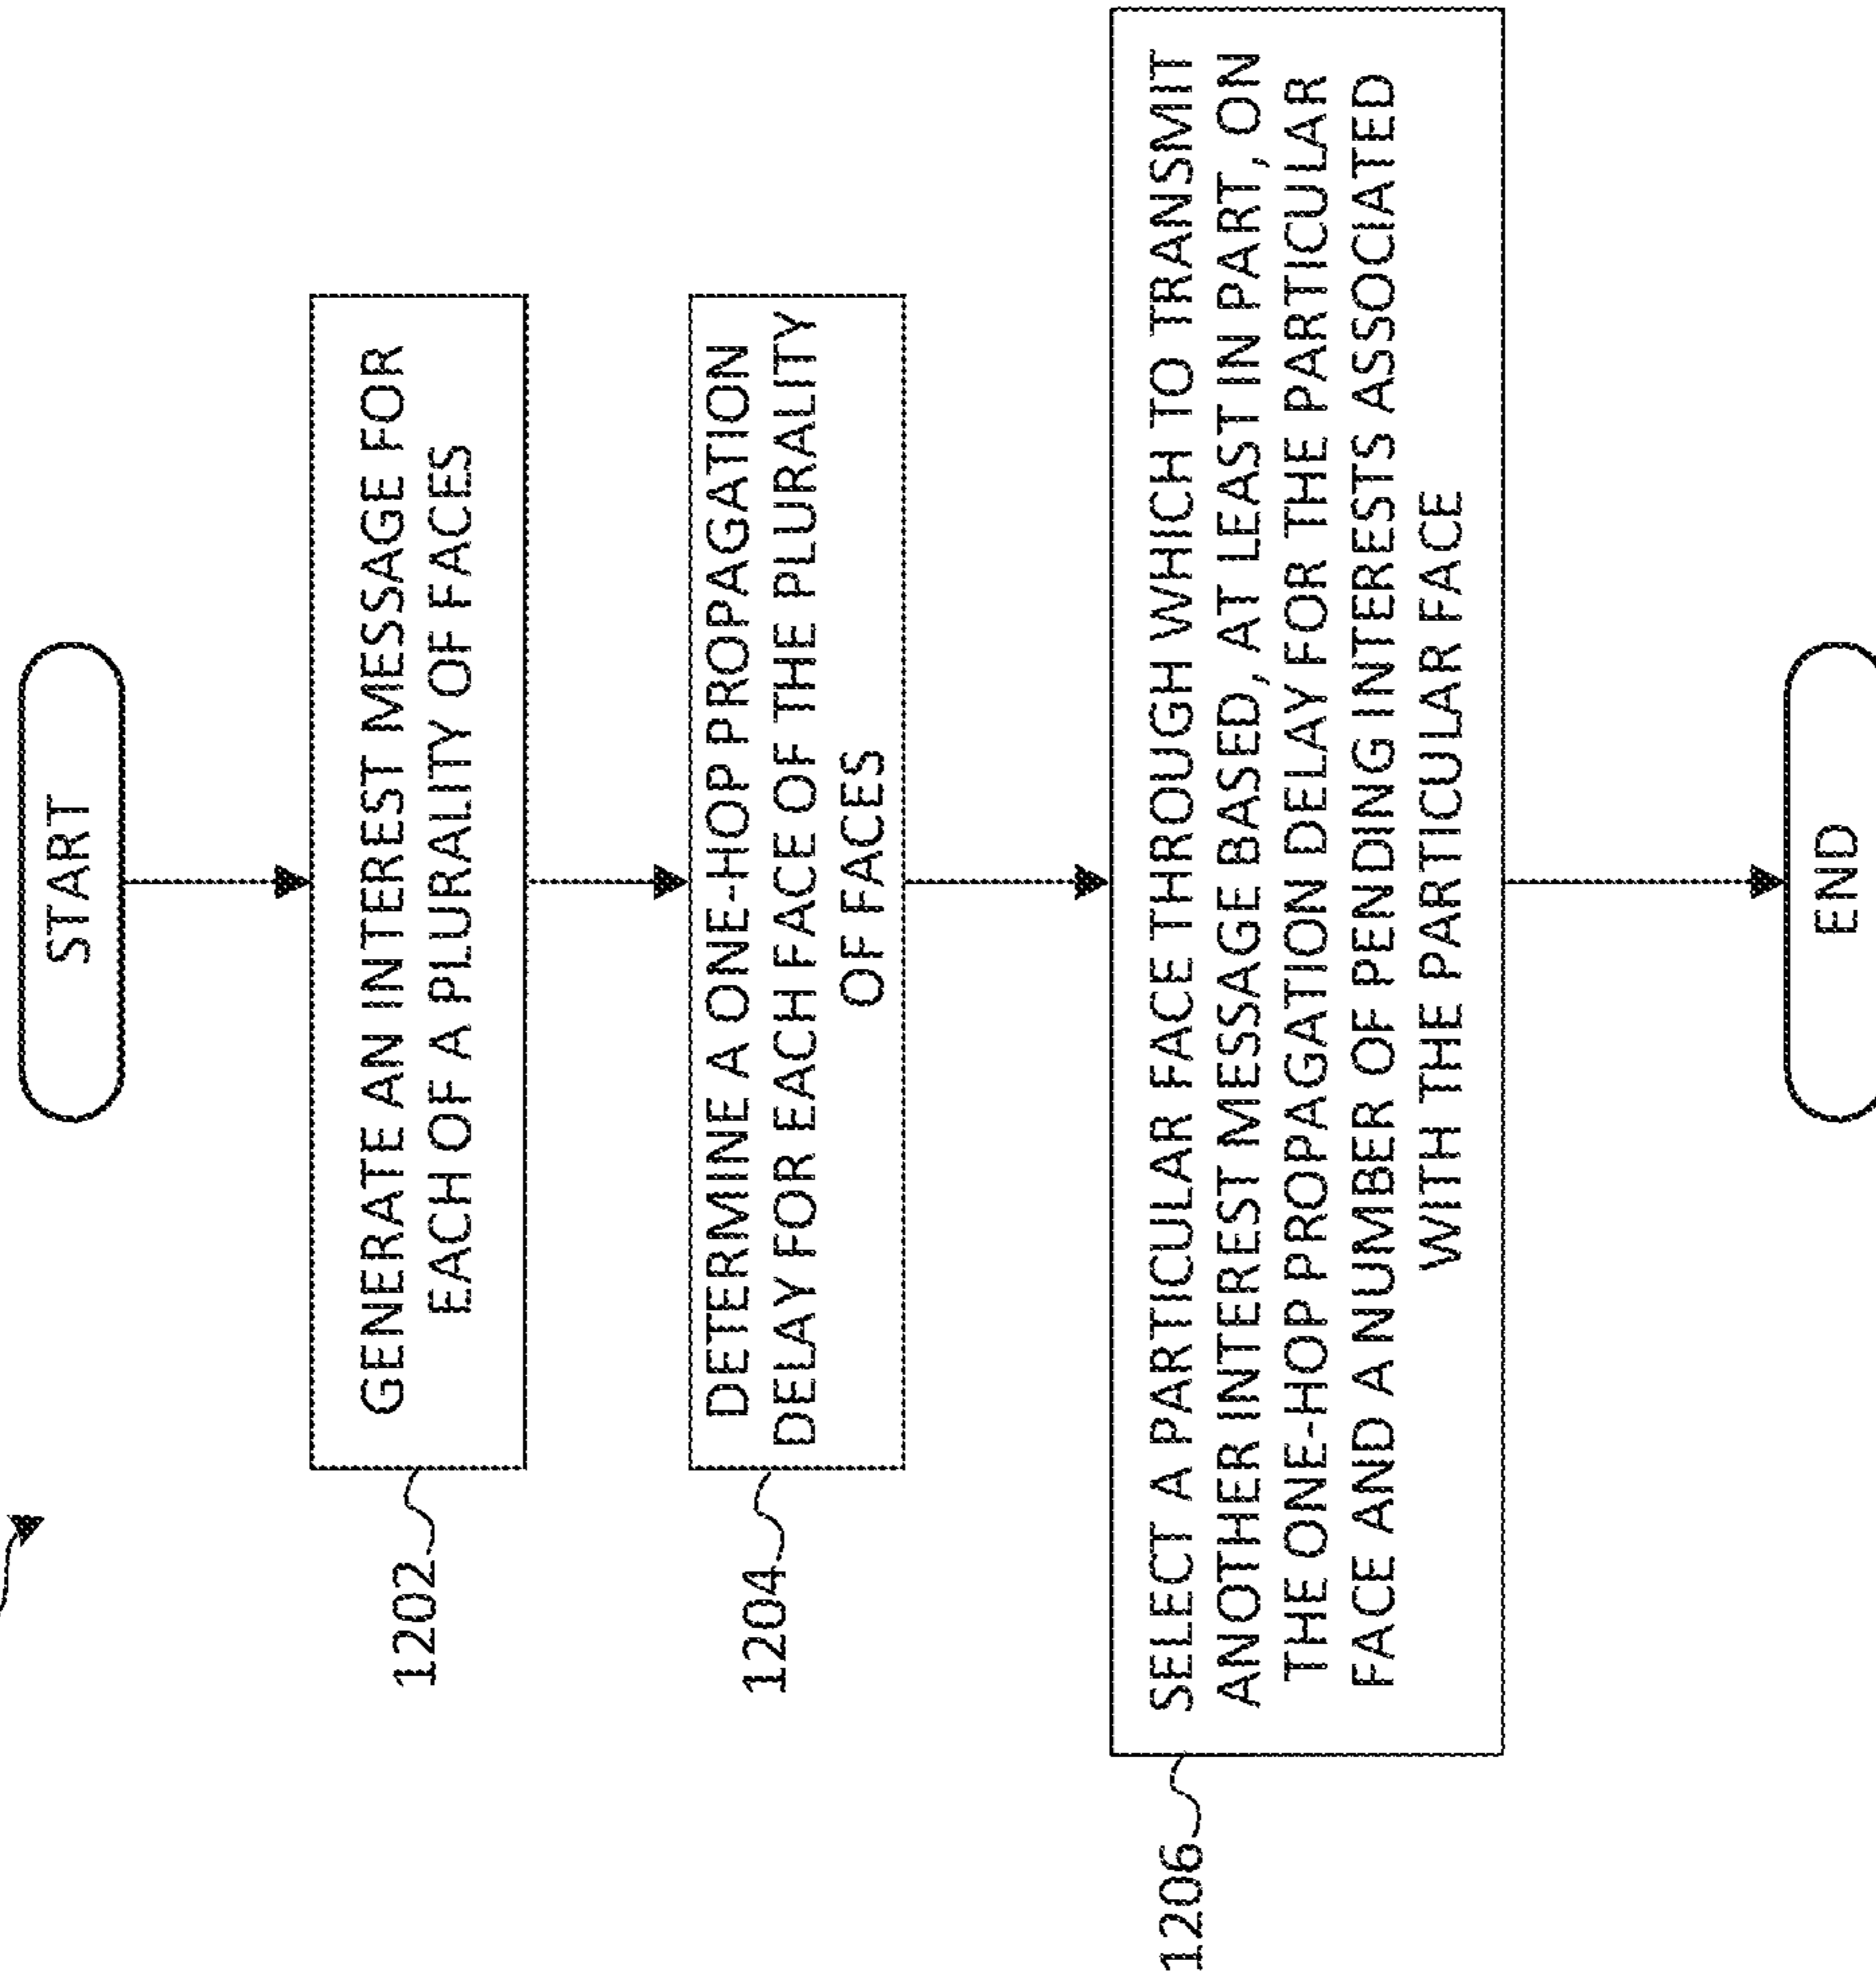 START
1202
GENERATE AN INTEREST MESSAGE FOR
EACH OF A PLURALITY OF FACES
1204
DETERMINE A ONE-HOP PROPAGATION
DELAY FOR EACH FACE OF THE PLURALITY
OF FACES
1206
SELECT A PARTICULAR FACE THROUGH WHICH TO TRANSMIT
ANOTHER INTEREST MESSAGE BASED, AT LEAST IN PART, ON
THE ONE-HOP PROPAGATION DELAY FOR THE PARTICULAR
FACE AND A NUMBER OF PENDING INTERESTS ASSOCIATED
WITH THE PARTICULAR FACE
END